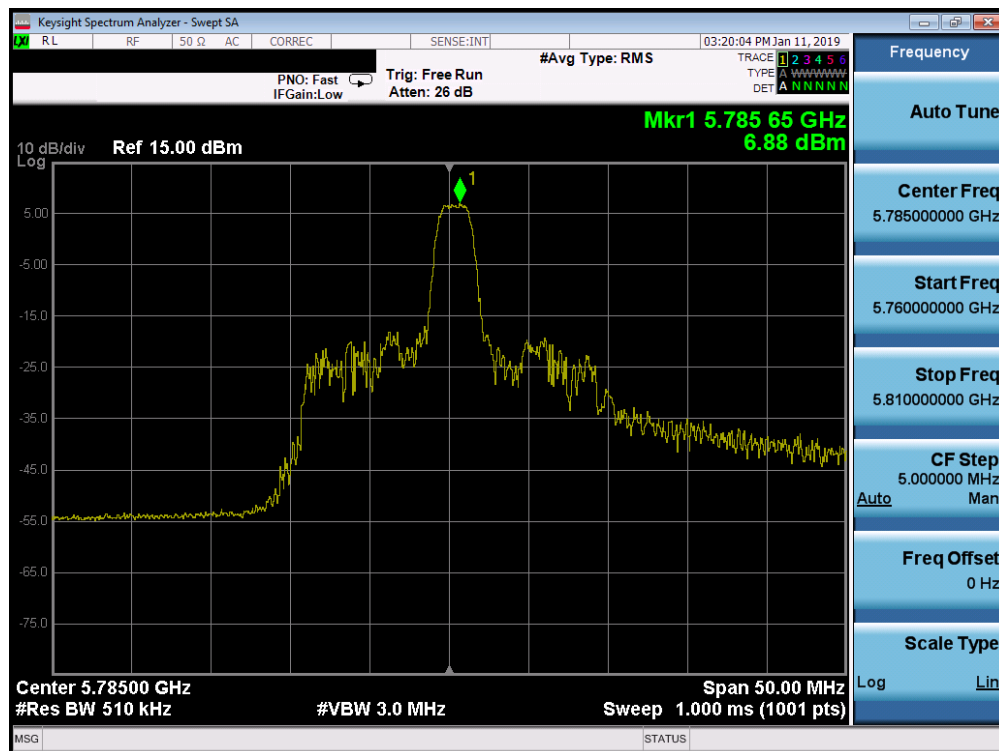 Keysight Spectrum Analyzer - Swept SA
LXI RL RF 50 Ω AC CORREC SENSE:INT 03:20:04 PM Jan 11, 2019
#Avg Type: RMS TRACE 1 2 3 4 5 6
PNO: Fast Trig: Free Run TYPE A WWWWW
IFGain:Low Atten: 26 dB DET A N N N N N
Mkr1 5.785 65 GHz
6.88 dBm
10 dB/div Ref 15.00 dBm
Log
1
5.00
-5.00
-15.0
-25.0
-35.0
-45.0
-55.0
-65.0
-75.0
Center 5.78500 GHz Span 50.00 MHz
#Res BW 510 kHz #VBW 3.0 MHz Sweep 1.000 ms (1001 pts)
MSG STATUS
Frequency
Auto Tune
Center Freq
5.785000000 GHz
Start Freq
5.760000000 GHz
Stop Freq
5.810000000 GHz
CF Step
5.000000 MHz
Auto Man
Freq Offset
0 Hz
Scale Type
Log Lin